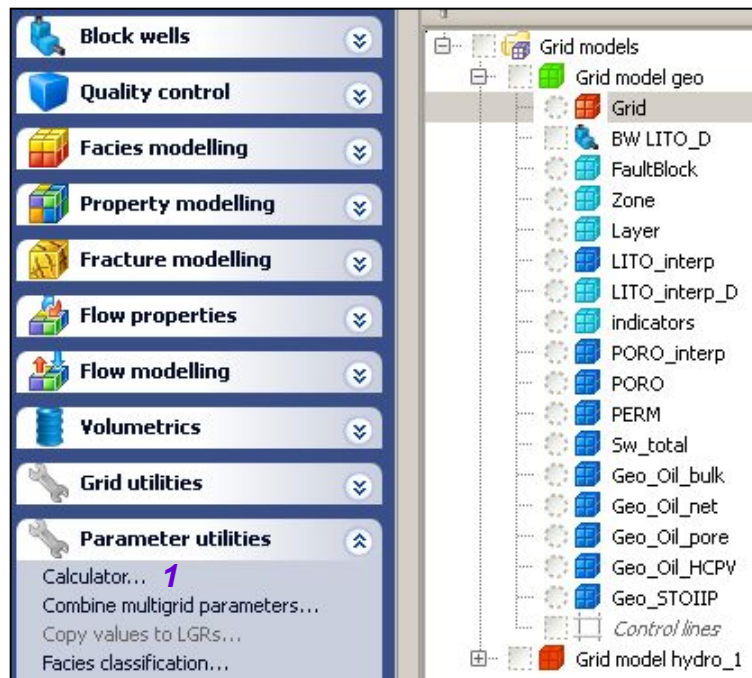 Block wells
Quality control
Facies modelling
Property modelling
Fracture modelling
Flow properties
Flow modelling
Volumetrics
Grid utilities
Parameter utilities
Calculator... 1
Combine multigrid parameters...
Copy values to LGRs...
Facies classification...
Grid models
Grid model geo
Grid
BW LITO_D
FaultBlock
Zone
Layer
LITO_interp
LITO_interp_D
indicators
PORO_interp
PORO
PERM
Sw_total
Geo_Oil_bulk
Geo_Oil_net
Geo_Oil_pore
Geo_Oil_HCPV
Geo_STOIIP
Control lines
Grid model hydro_1